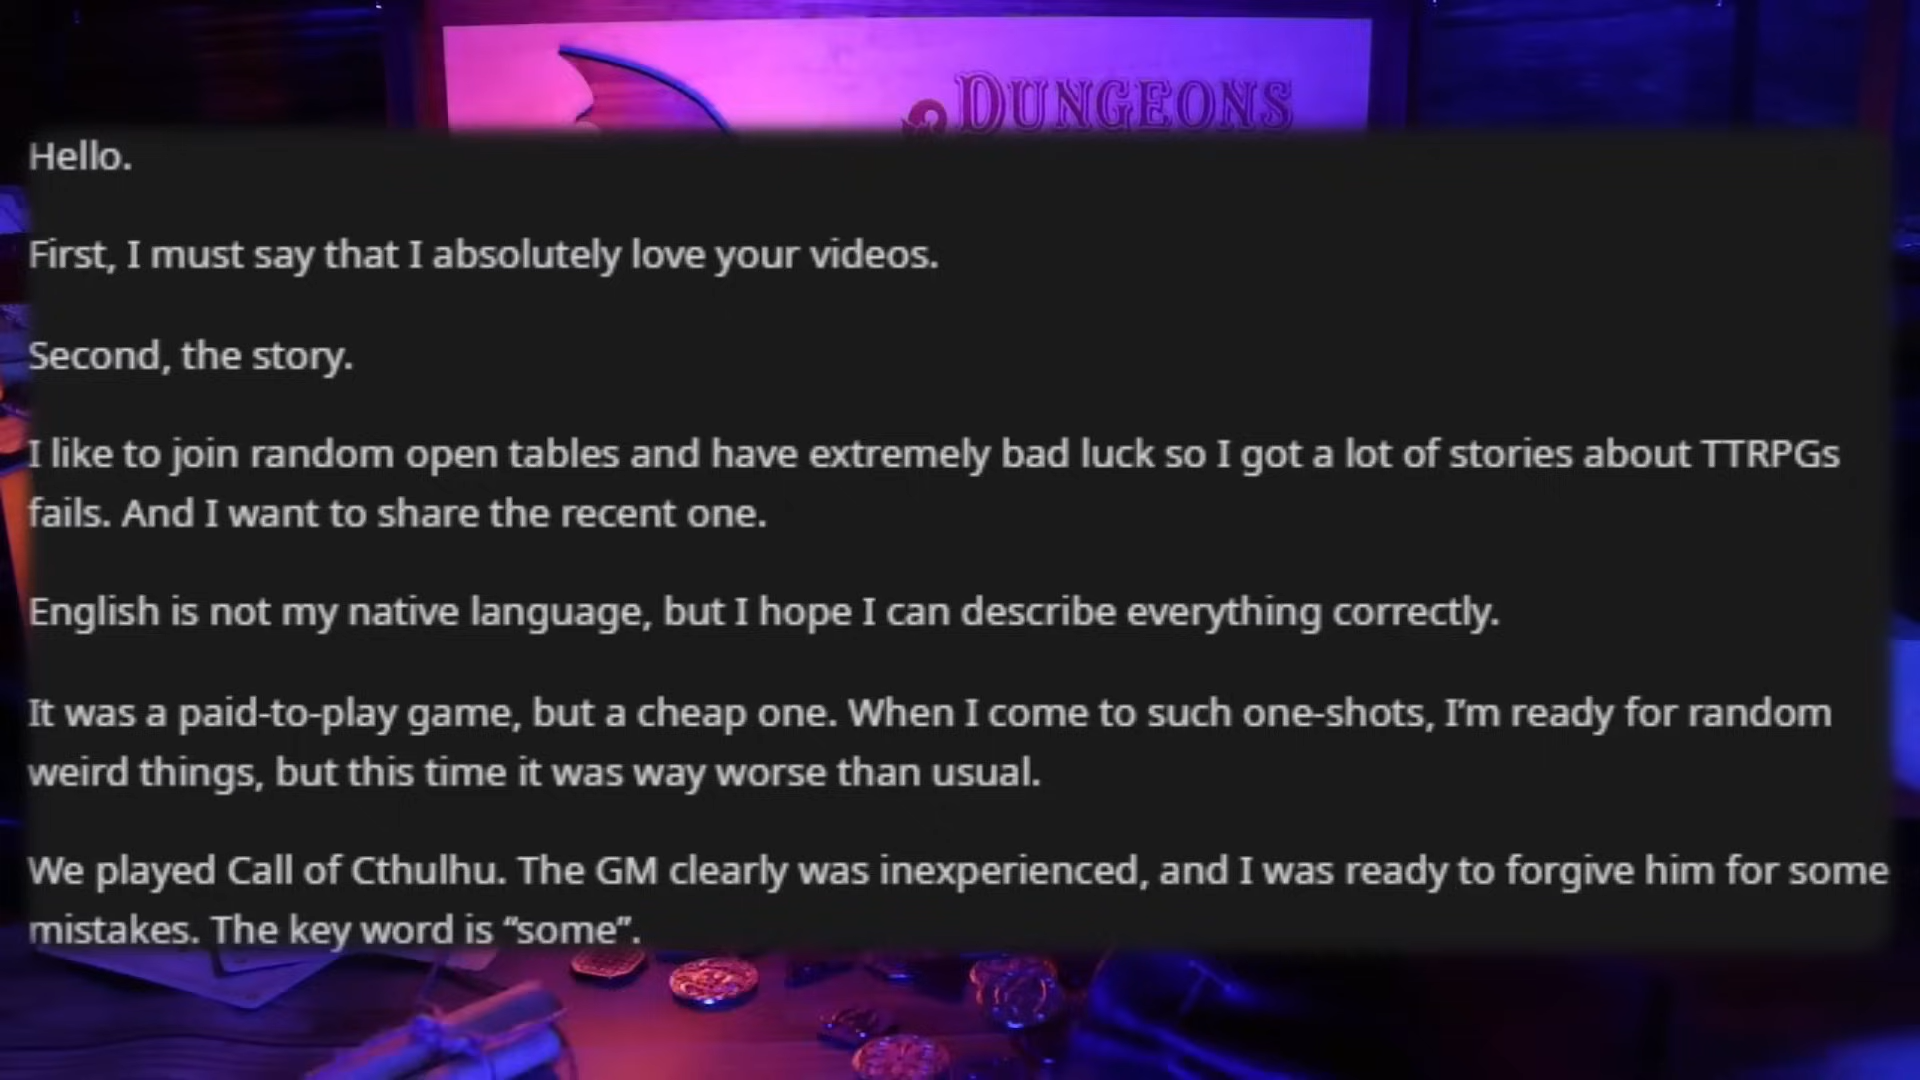 DUNGEONS
Hello.
First, I must say that I absolutely love your videos.
Second, the story.
I like to join random open tables and have extremely bad luck so I got a lot of stories about TTRPGs
fails. And I want to share the recent one.
English is not my native language, but I hope I can describe everything correctly.
It was a paid-to-play game, but a cheap one. When I come to such one-shots, I’m ready for random
weird things, but this time it was way worse than usual.
We played Call of Cthulhu. The GM clearly was inexperienced, and I was ready to forgive him for some
mistakes. The key word is “some”.